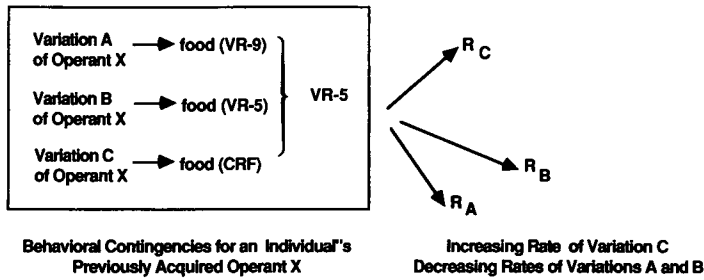 Variation A
of Operant X
food (VR-9)
Variation B
of Operant X
food (VR-5)
VR-5
Variation C
of Operant X
food (CRF)
R C
R B
R A
Behavioral Contingencies for an Individual"s
Previously Acquired Operant X
Increasing Rate of Variation C
Decreasing Rates of Variations A and B